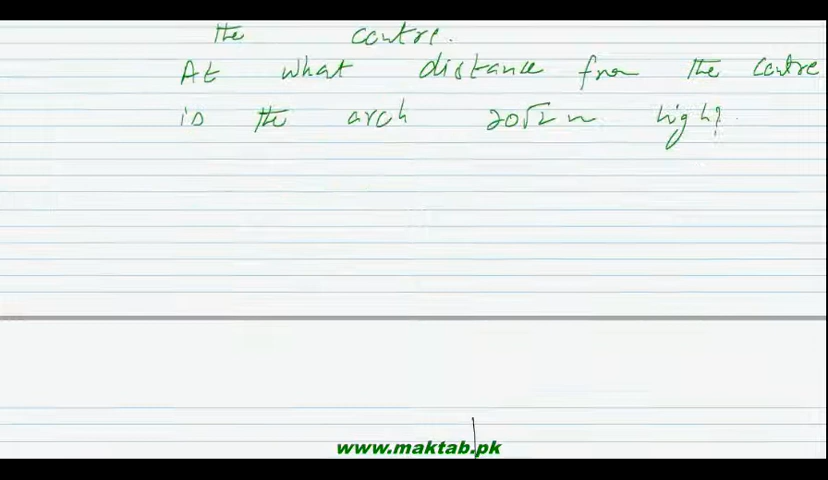 the centre.
At what distance from the centre
is the arch 20√2 m high?
www.maktab.pk